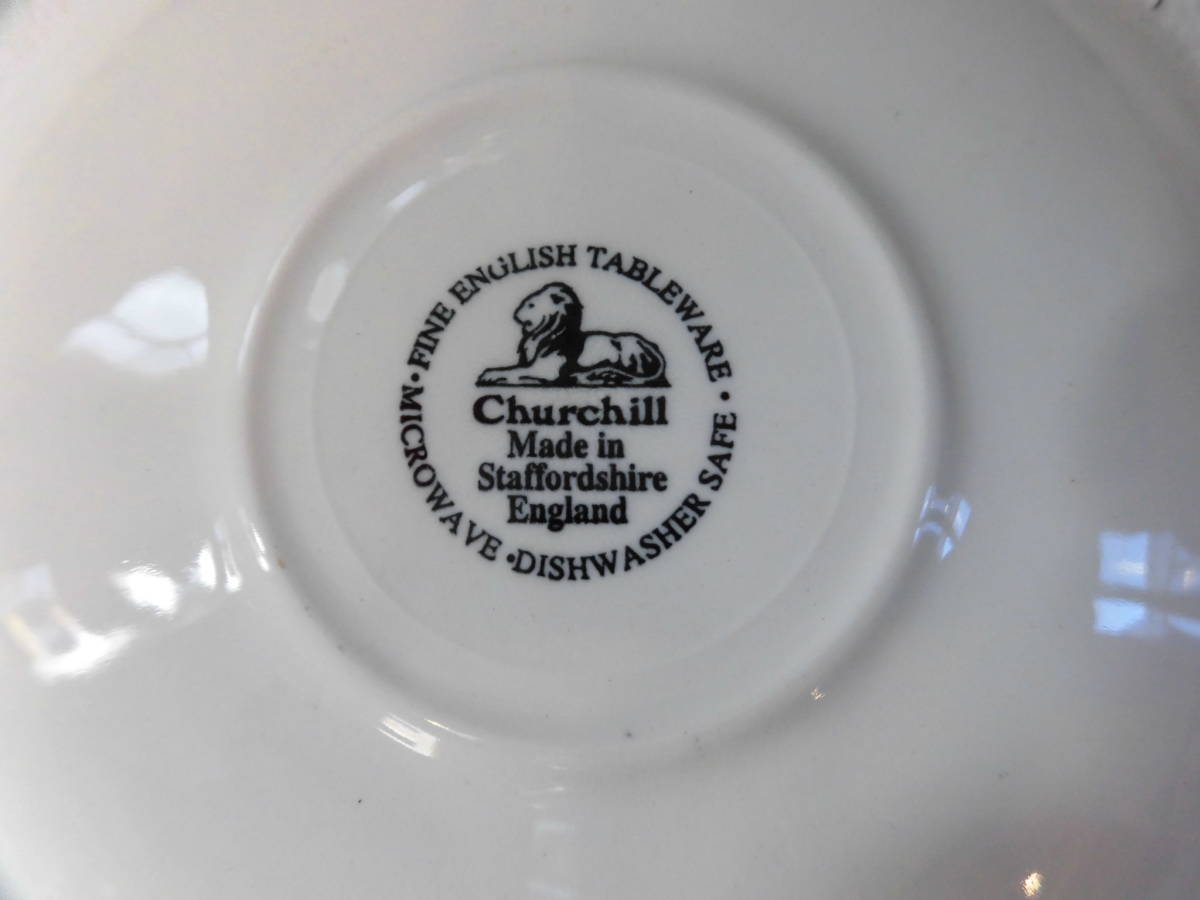 • FINE ENGLISH TABLEWARE •
MICROWAVE • DISHWASHER SAFE
Churchill
Made in
Staffordshire
England